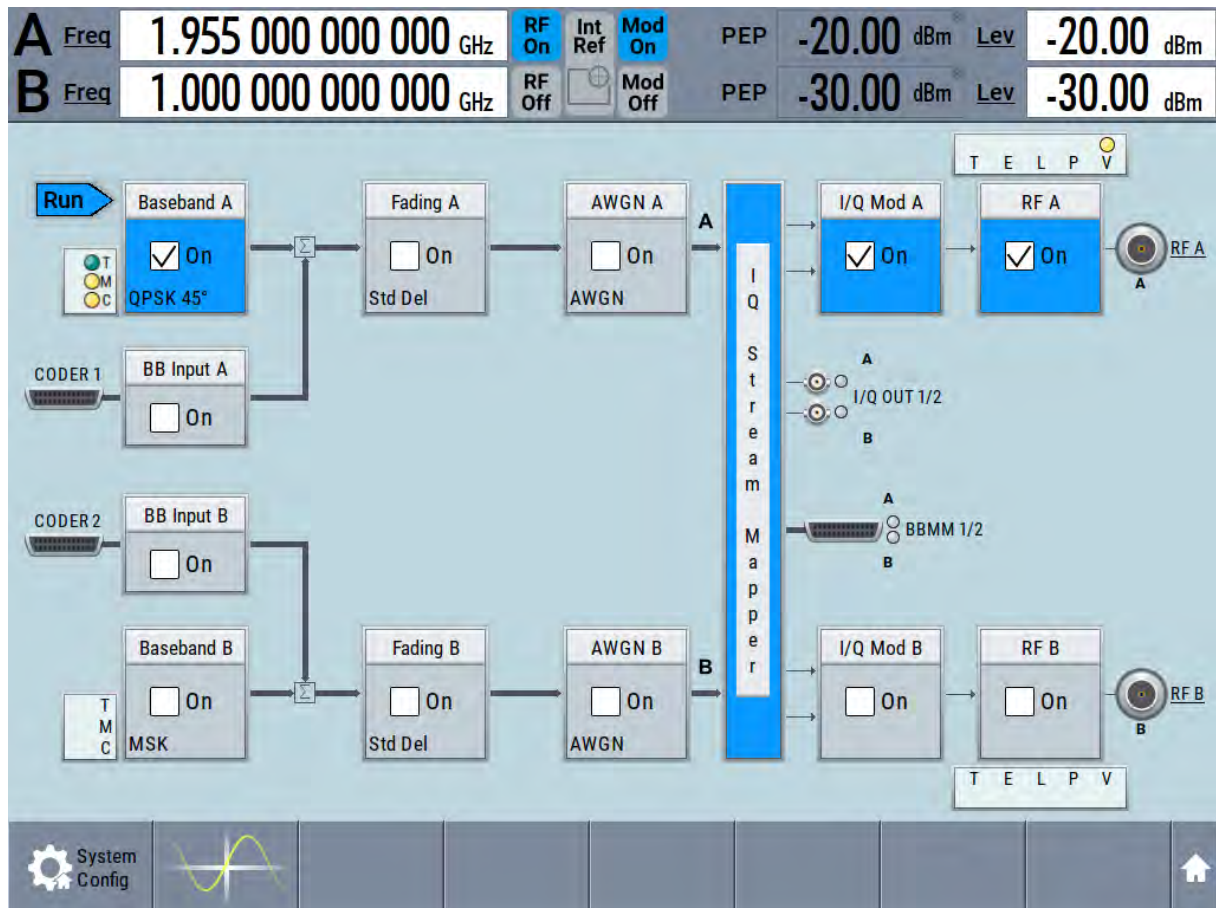 A Freq 1.955 000 000 000 GHz RF On Int Ref Mod On PEP -20.00 dBm Lev -20.00 dBm
B Freq 1.000 000 000 000 GHz RF Off Mod Off PEP -30.00 dBm Lev -30.00 dBm
T E L P V
Run
Baseband A
Fading A
AWGN A
I/Q Mod A
RF A
A
On
On
On
On
On
RF A
A
T
M
C
QPSK 45°
Std Del
AWGN
I Q Stream Mapper
CODER 1
BB Input A
On
A
I/Q OUT 1/2
B
CODER 2
BB Input B
On
A
BBMM 1/2
B
Baseband B
Fading B
AWGN B
I/Q Mod B
RF B
B
On
On
On
On
On
RF B
B
T
M
C
MSK
Std Del
AWGN
T E L P V
Σ
Σ
System
Config